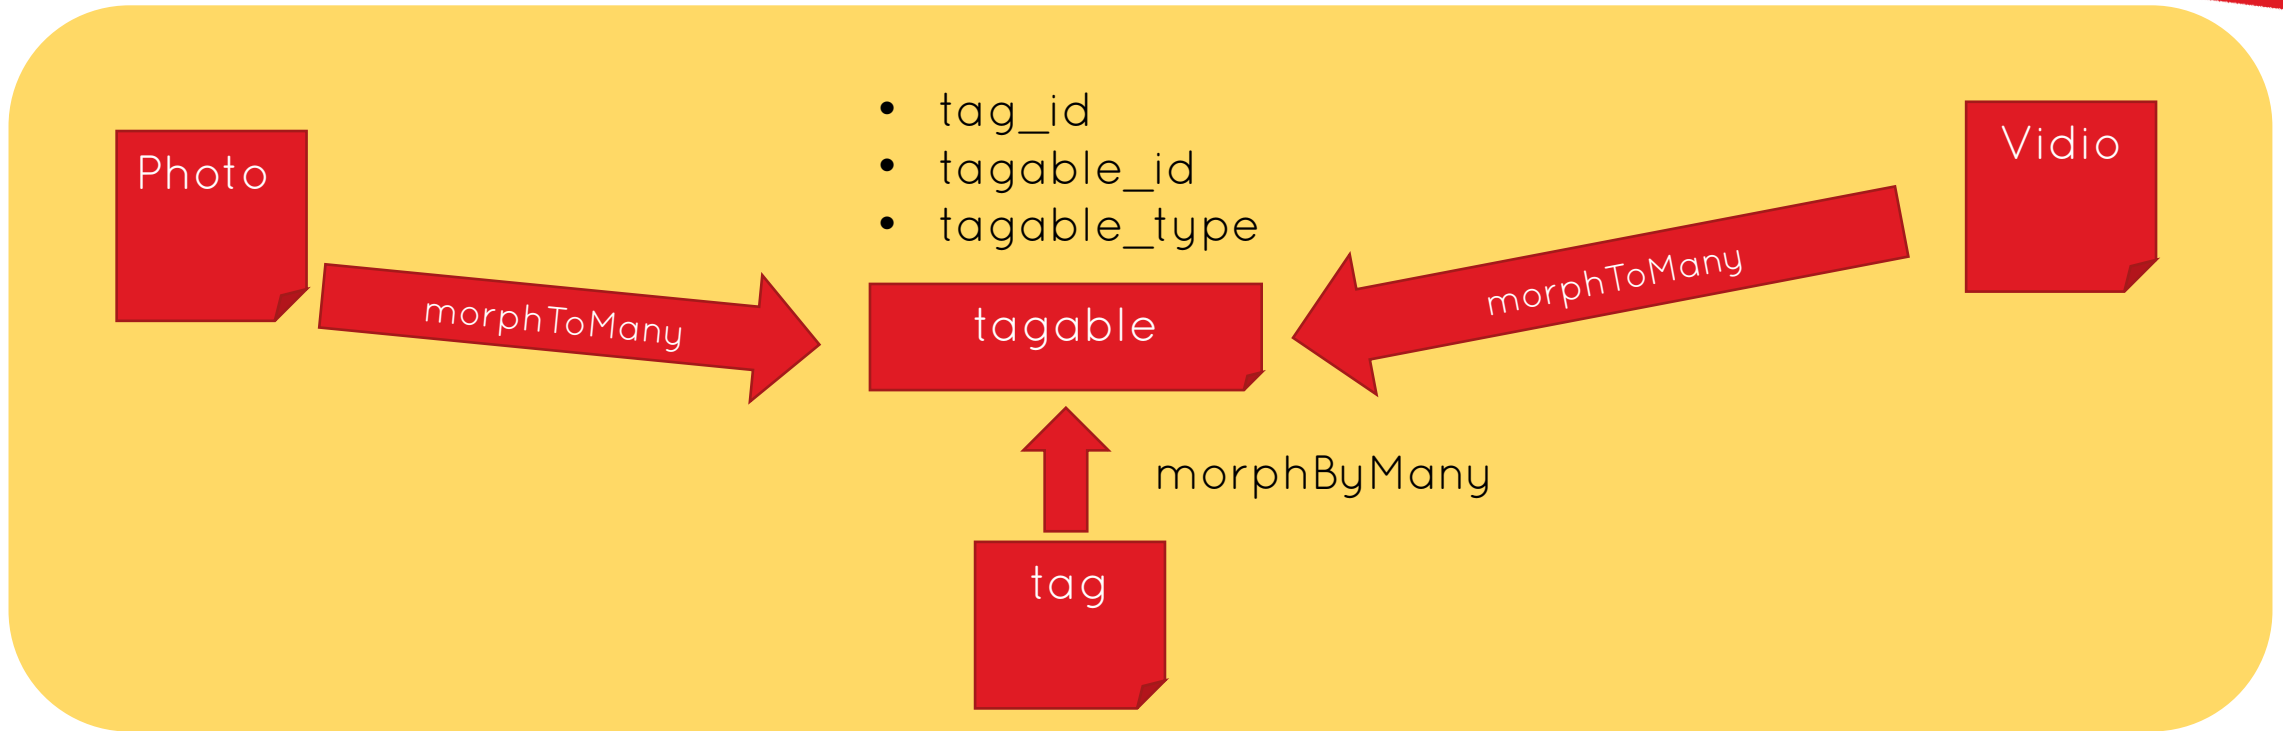 • tag_id
• tagable_id
• tagable_type
Photo
Vidio
morphToMany
morphToMany
tagable
morphByMany
tag